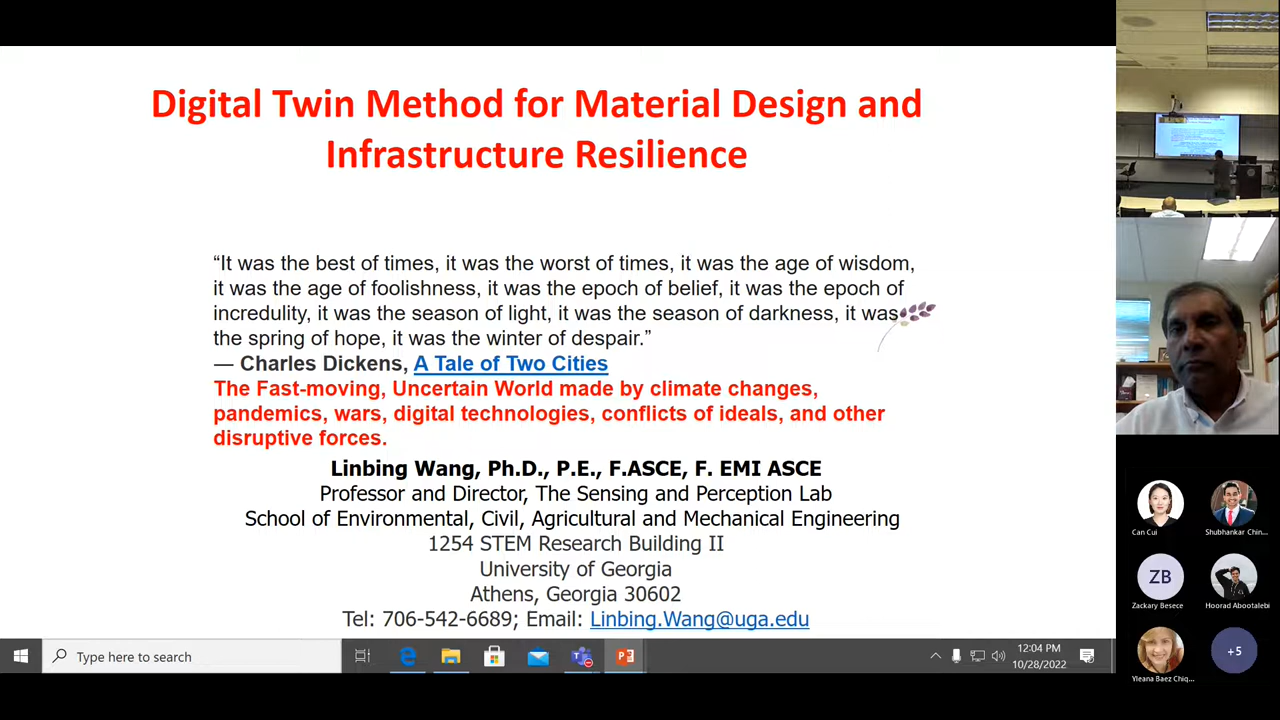 Digital Twin Method for Material Design and
Infrastructure Resilience
“It was the best of times, it was the worst of times, it was the age of wisdom,
it was the age of foolishness, it was the epoch of belief, it was the epoch of
incredulity, it was the season of light, it was the season of darkness, it was
the spring of hope, it was the winter of despair.”
― Charles Dickens, A Tale of Two Cities
The Fast-moving, Uncertain World made by climate changes,
pandemics, wars, digital technologies, conflicts of ideals, and other
disruptive forces.
Linbing Wang, Ph.D., P.E., F.ASCE, F. EMI ASCE
Professor and Director, The Sensing and Perception Lab
School of Environmental, Civil, Agricultural and Mechanical Engineering
1254 STEM Research Building II
University of Georgia
Athens, Georgia 30602
Tel: 706-542-6689; Email: Linbing.Wang@uga.edu
Type here to search
12:04 PM
10/28/2022
Can Cui
Shubhankar Chin...
ZB
Zackary Besece
Hoorad Abootalebi
Yleana Baez Chiq...
+5